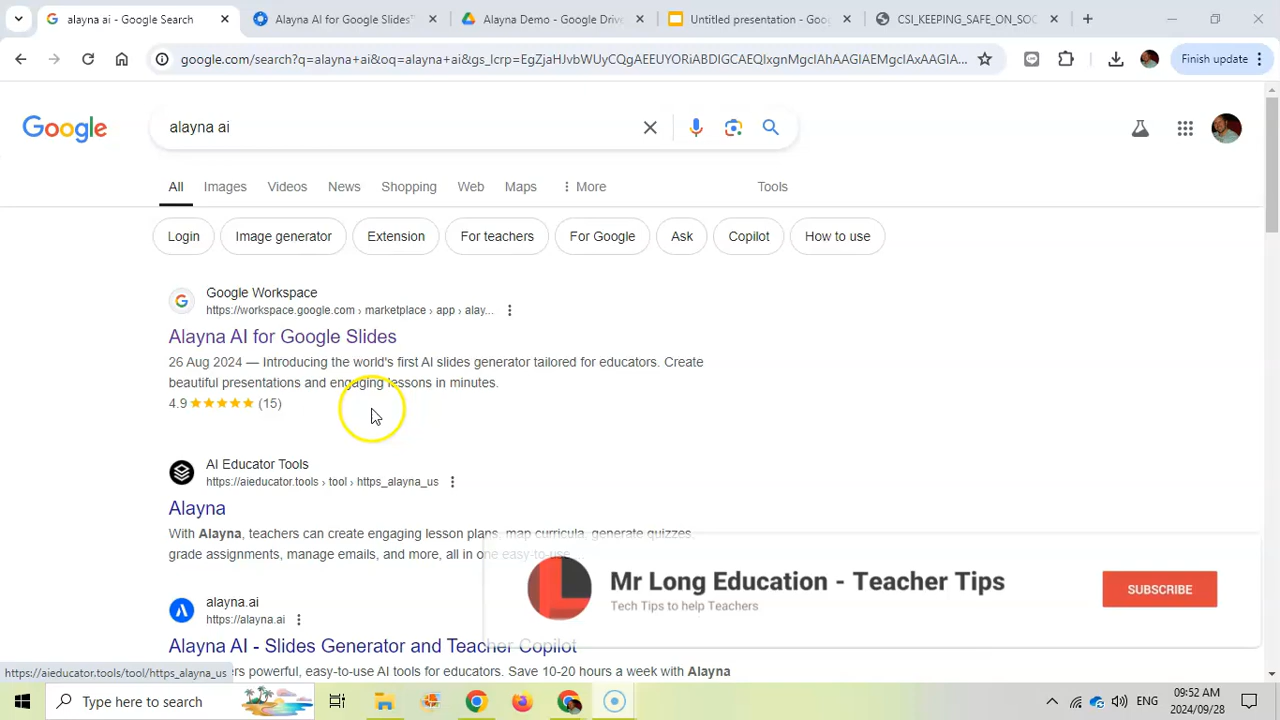 alayna ai - Google Search
Alayna AI for Google Slides™
Alayna Demo - Google Drive
Untitled presentation - Goo
CSI_KEEPING_SAFE_ON_SOC
google.com/search?q=alayna+ai&oq=alayna+ai&gs_lcrp=EgZjaHJvbWUyCQgAEEUYORiABDIGCAEQIxgnMgcIAhAAGIAEMgcIAxAAGI...
Finish update
Google
alayna ai
All
Images
Videos
News
Shopping
Web
Maps
More
Tools
Login
Image generator
Extension
For teachers
For Google
Ask
Copilot
How to use
Google Workspace
https://workspace.google.com › marketplace › app › alay...
Alayna AI for Google Slides
26 Aug 2024 — Introducing the world's first AI slides generator tailored for educators. Create
beautiful presentations and engaging lessons in minutes.
4.9 ★★★★★ (15)
AI Educator Tools
https://aieducator.tools › tool › https_alayna_us
Alayna
With Alayna, teachers can create engaging lesson plans, map curricula, generate quizzes,
grade assignments, manage emails, and more, all in one easy-to-use ...
alayna.ai
https://alayna.ai
Alayna AI - Slides Generator and Teacher Copilot
ers powerful, easy-to-use AI tools for educators. Save 10-20 hours a week with Alayna
Mr Long Education - Teacher Tips
Tech Tips to help Teachers
SUBSCRIBE
https://aieducator.tools/tool/https_alayna_us
Type here to search
ENG
09:52 AM
2024/09/28